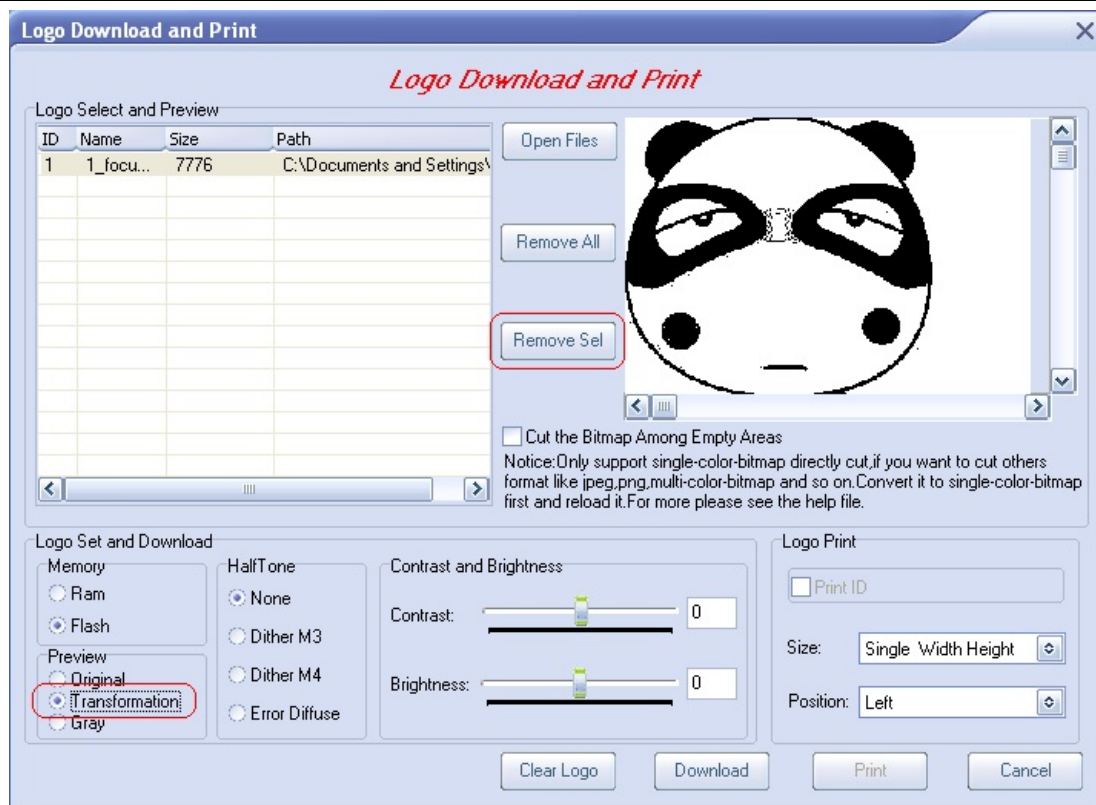 Logo Download and Print
Logo Download and Print
Logo Select and Preview
ID Name Size Path
1 1_focu... 7776 C:\Documents and Settings\
Open Files
Remove All
Remove Sel
Cut the Bitmap Among Empty Areas
Notice:Only support single-color-bitmap directly cut,if you want to cut others
format like jpeg,png,multi-color-bitmap and so on.Convert it to single-color-bitmap
first and reload it.For more please see the help file.
Logo Set and Download
Memory
Ram
Flash
Preview
Original
Transformation
Gray
HalfTone
None
Dither M3
Dither M4
Error Diffuse
Contrast and Brightness
Contrast: 0
Brightness: 0
Logo Print
Print ID
Size: Single Width Height
Position: Left
Clear Logo Download Print Cancel